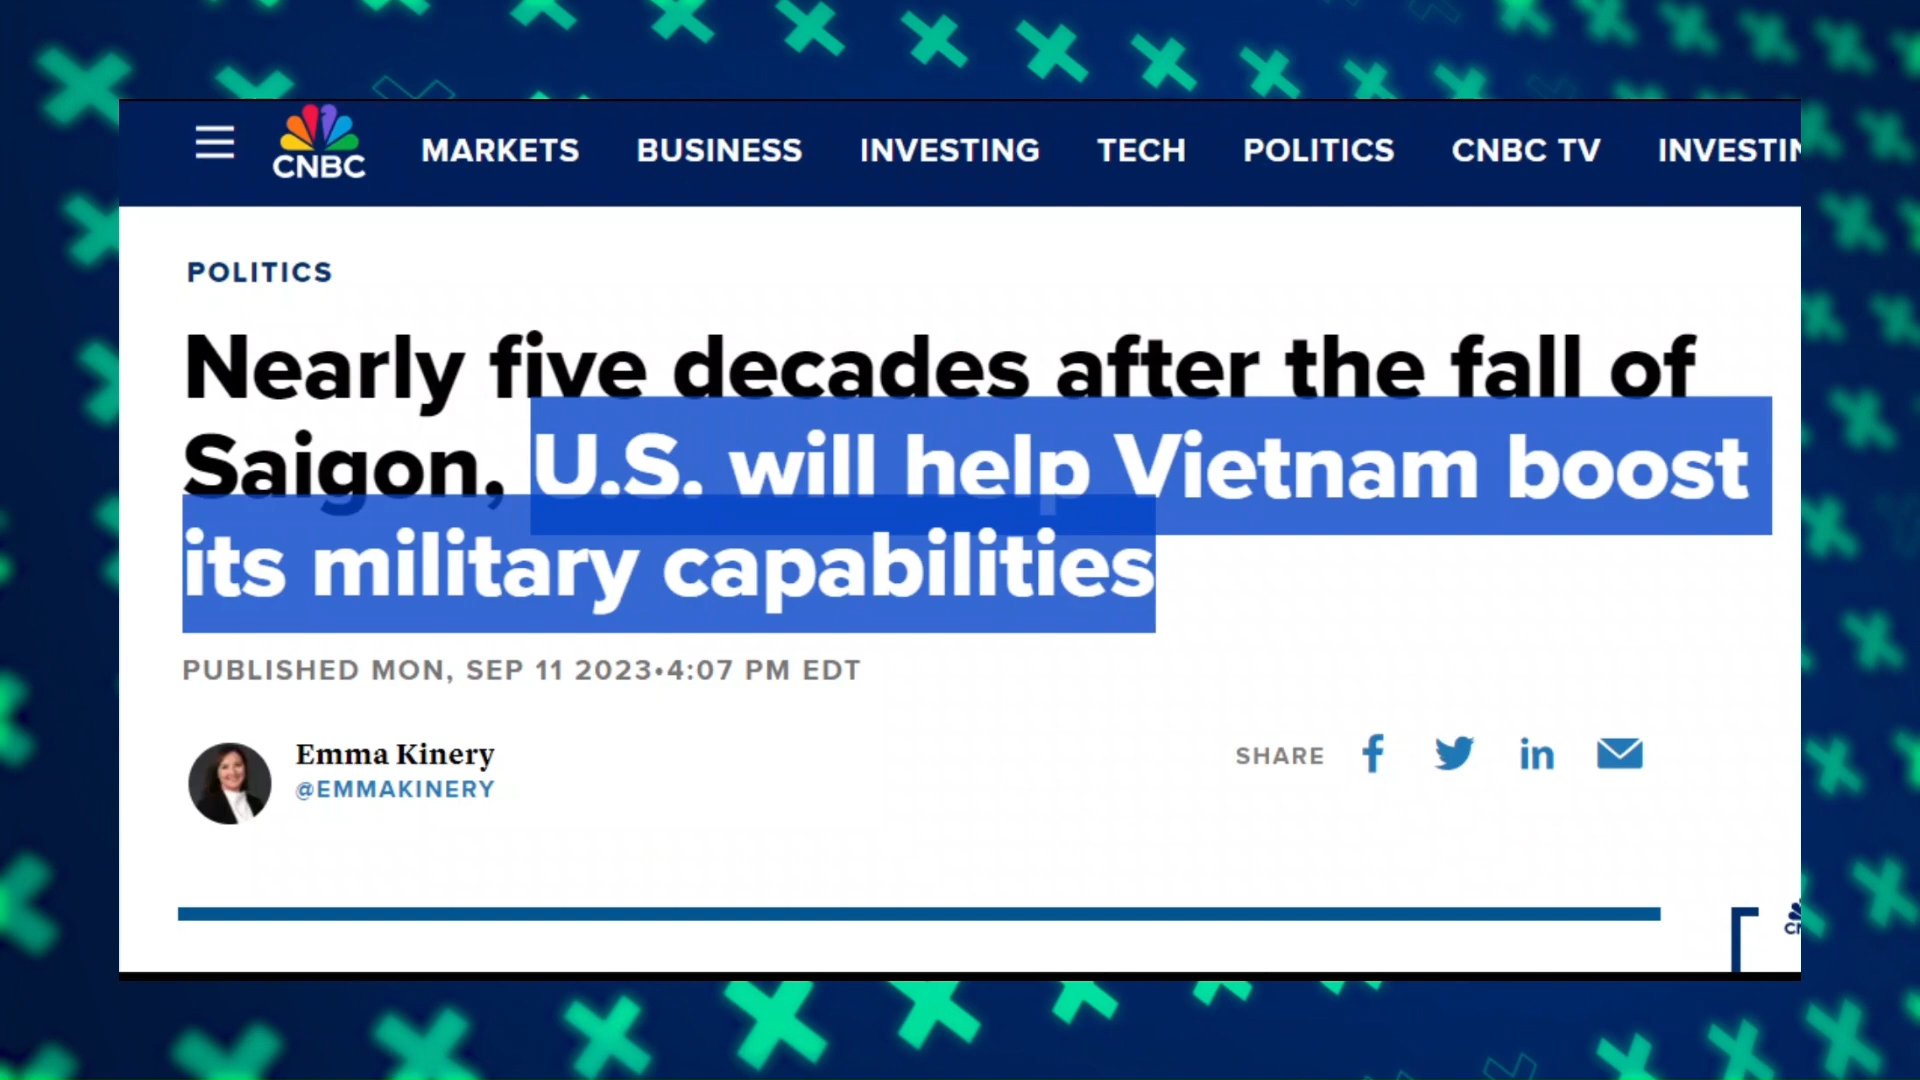 CNBC
MARKETS BUSINESS INVESTING TECH POLITICS CNBC TV INVESTIN
POLITICS
Nearly five decades after the fall of
Saigon, U.S. will help Vietnam boost
its military capabilities
PUBLISHED MON, SEP 11 2023•4:07 PM EDT
Emma Kinery
@EMMAKINERY
SHARE